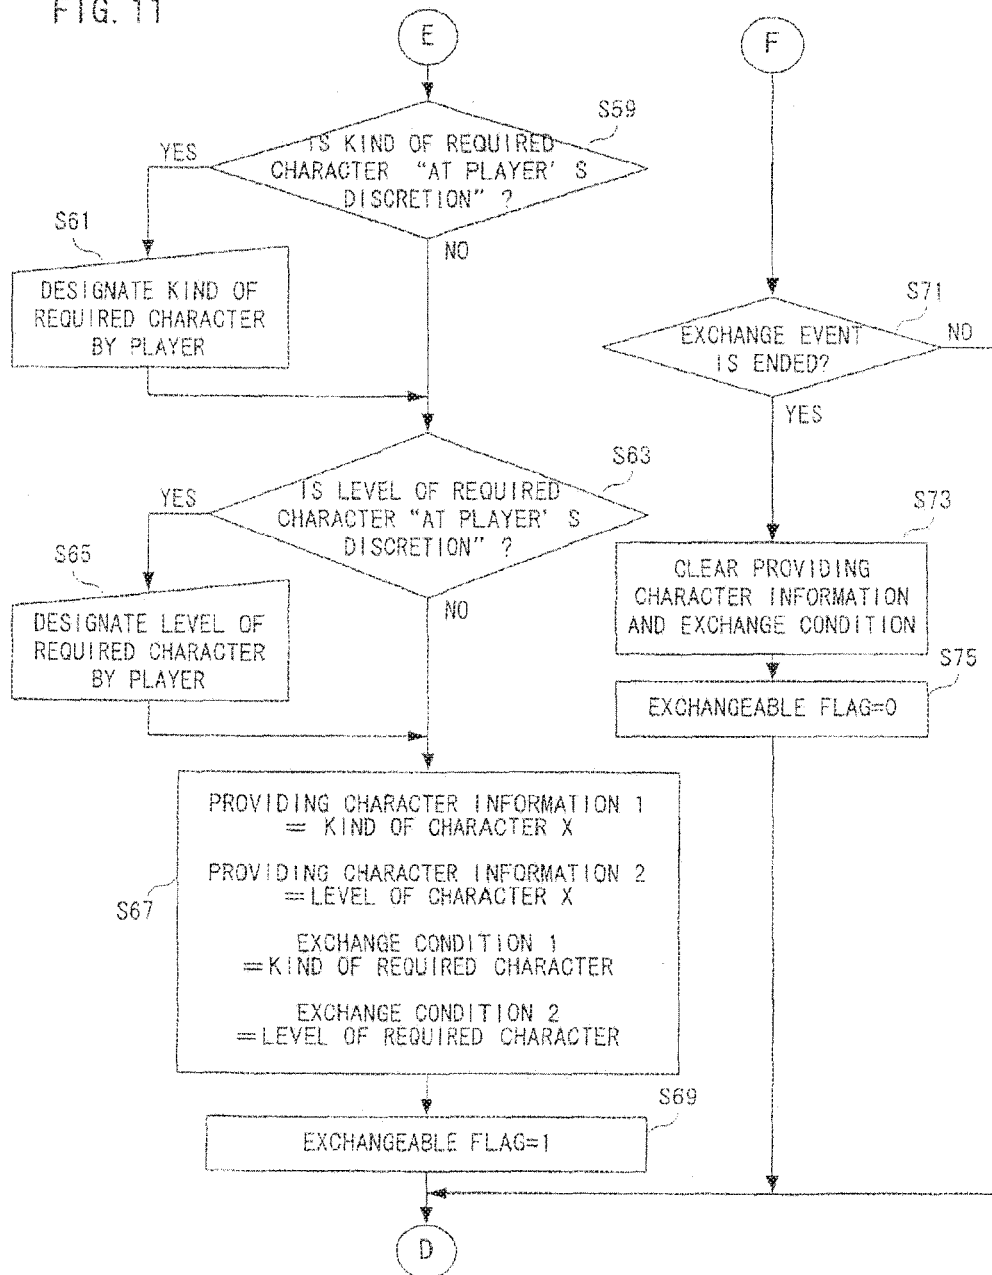 FIG. 11
E
S59
IS KIND OF REQUIRED
CHARACTER "AT PLAYER'S
DISCRETION" ?
YES
NO
S61
DESIGNATE KIND OF
REQUIRED CHARACTER
BY PLAYER
S63
IS LEVEL OF REQUIRED
CHARACTER "AT PLAYER'S
DISCRETION" ?
YES
NO
S65
DESIGNATE LEVEL OF
REQUIRED CHARACTER
BY PLAYER
S67
PROVIDING CHARACTER INFORMATION 1
= KIND OF CHARACTER X
PROVIDING CHARACTER INFORMATION 2
=LEVEL OF CHARACTER X
EXCHANGE CONDITION 1
=KIND OF REQUIRED CHARACTER
EXCHANGE CONDITION 2
=LEVEL OF REQUIRED CHARACTER
S69
EXCHANGEABLE FLAG=1
D
F
S71
EXCHANGE EVENT
IS ENDED?
NO
YES
S73
CLEAR PROVIDING
CHARACTER INFORMATION
AND EXCHANGE CONDITION
S75
EXCHANGEABLE FLAG=0